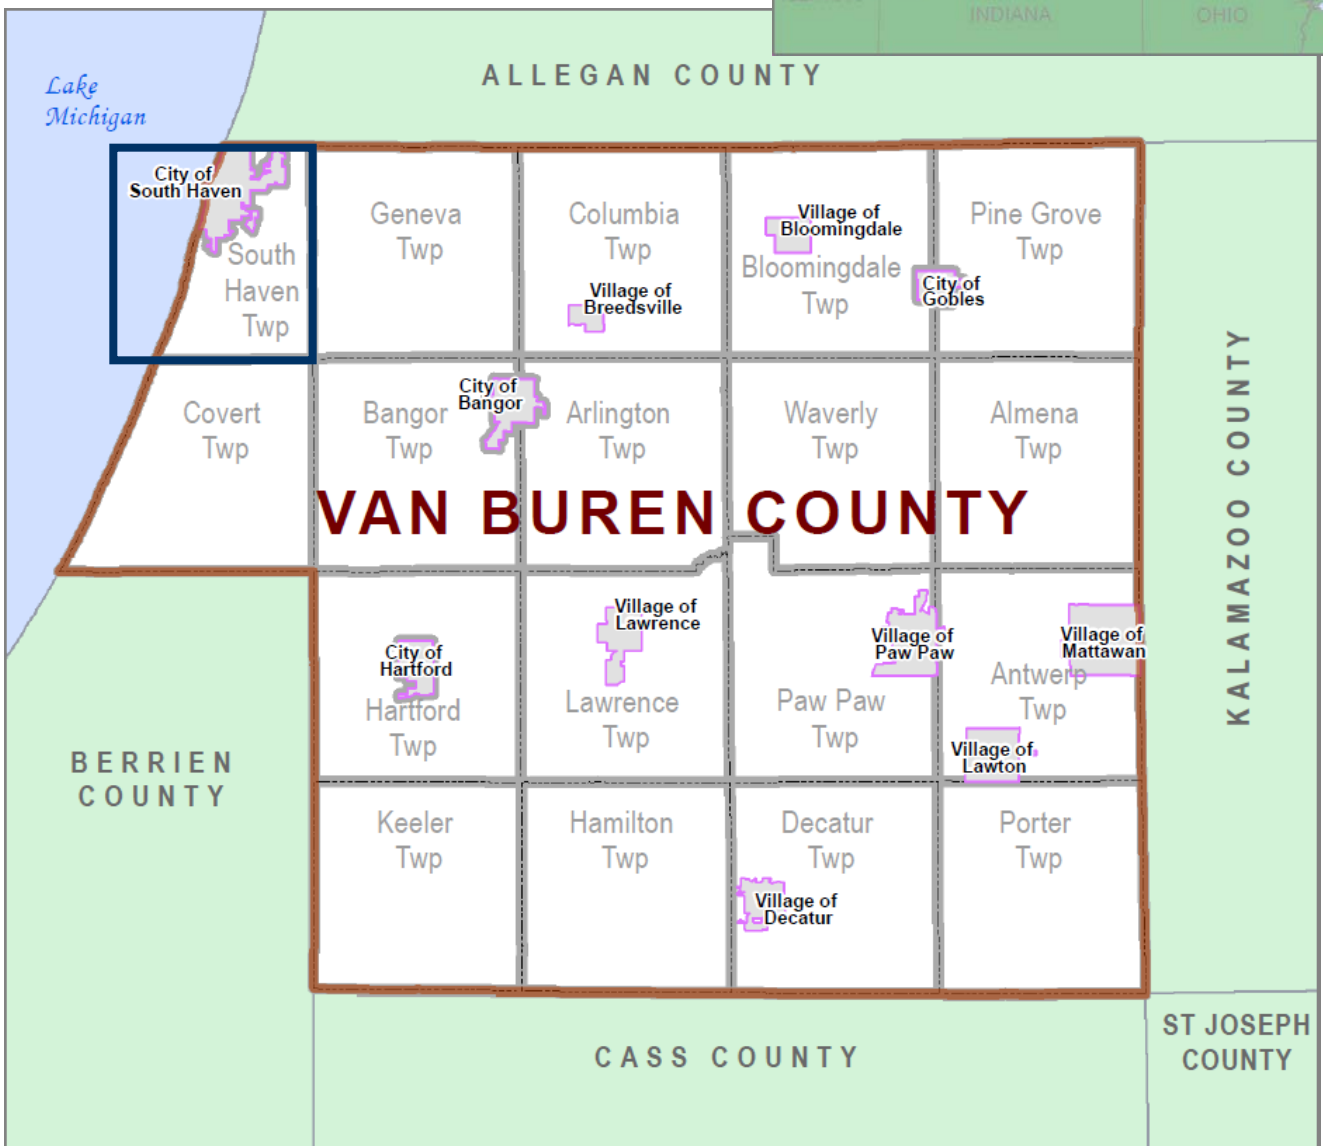 INDIANA
OHIO
ALLEGAN COUNTY
Lake
Michigan
City of
South Haven
South
Haven
Twp
Geneva
Twp
Columbia
Twp
Village of
Breedsville
Village of
Bloomingdale
Bloomingdale
Twp
Pine Grove
Twp
City of
Gobles
Covert
Twp
Bangor
Twp
City of
Bangor
Arlington
Twp
Waverly
Twp
Almena
Twp
VAN BUREN COUNTY
KALAMAZOO COUNTY
City of
Hartford
Hartford
Twp
Village of
Lawrence
Lawrence
Twp
Village of
Paw Paw
Paw Paw
Twp
Village of
Mattawan
Antwerp
Twp
Village of
Lawton
BERRIEN
COUNTY
Keeler
Twp
Hamilton
Twp
Decatur
Twp
Village of
Decatur
Porter
Twp
CASS COUNTY
ST JOSEPH
COUNTY